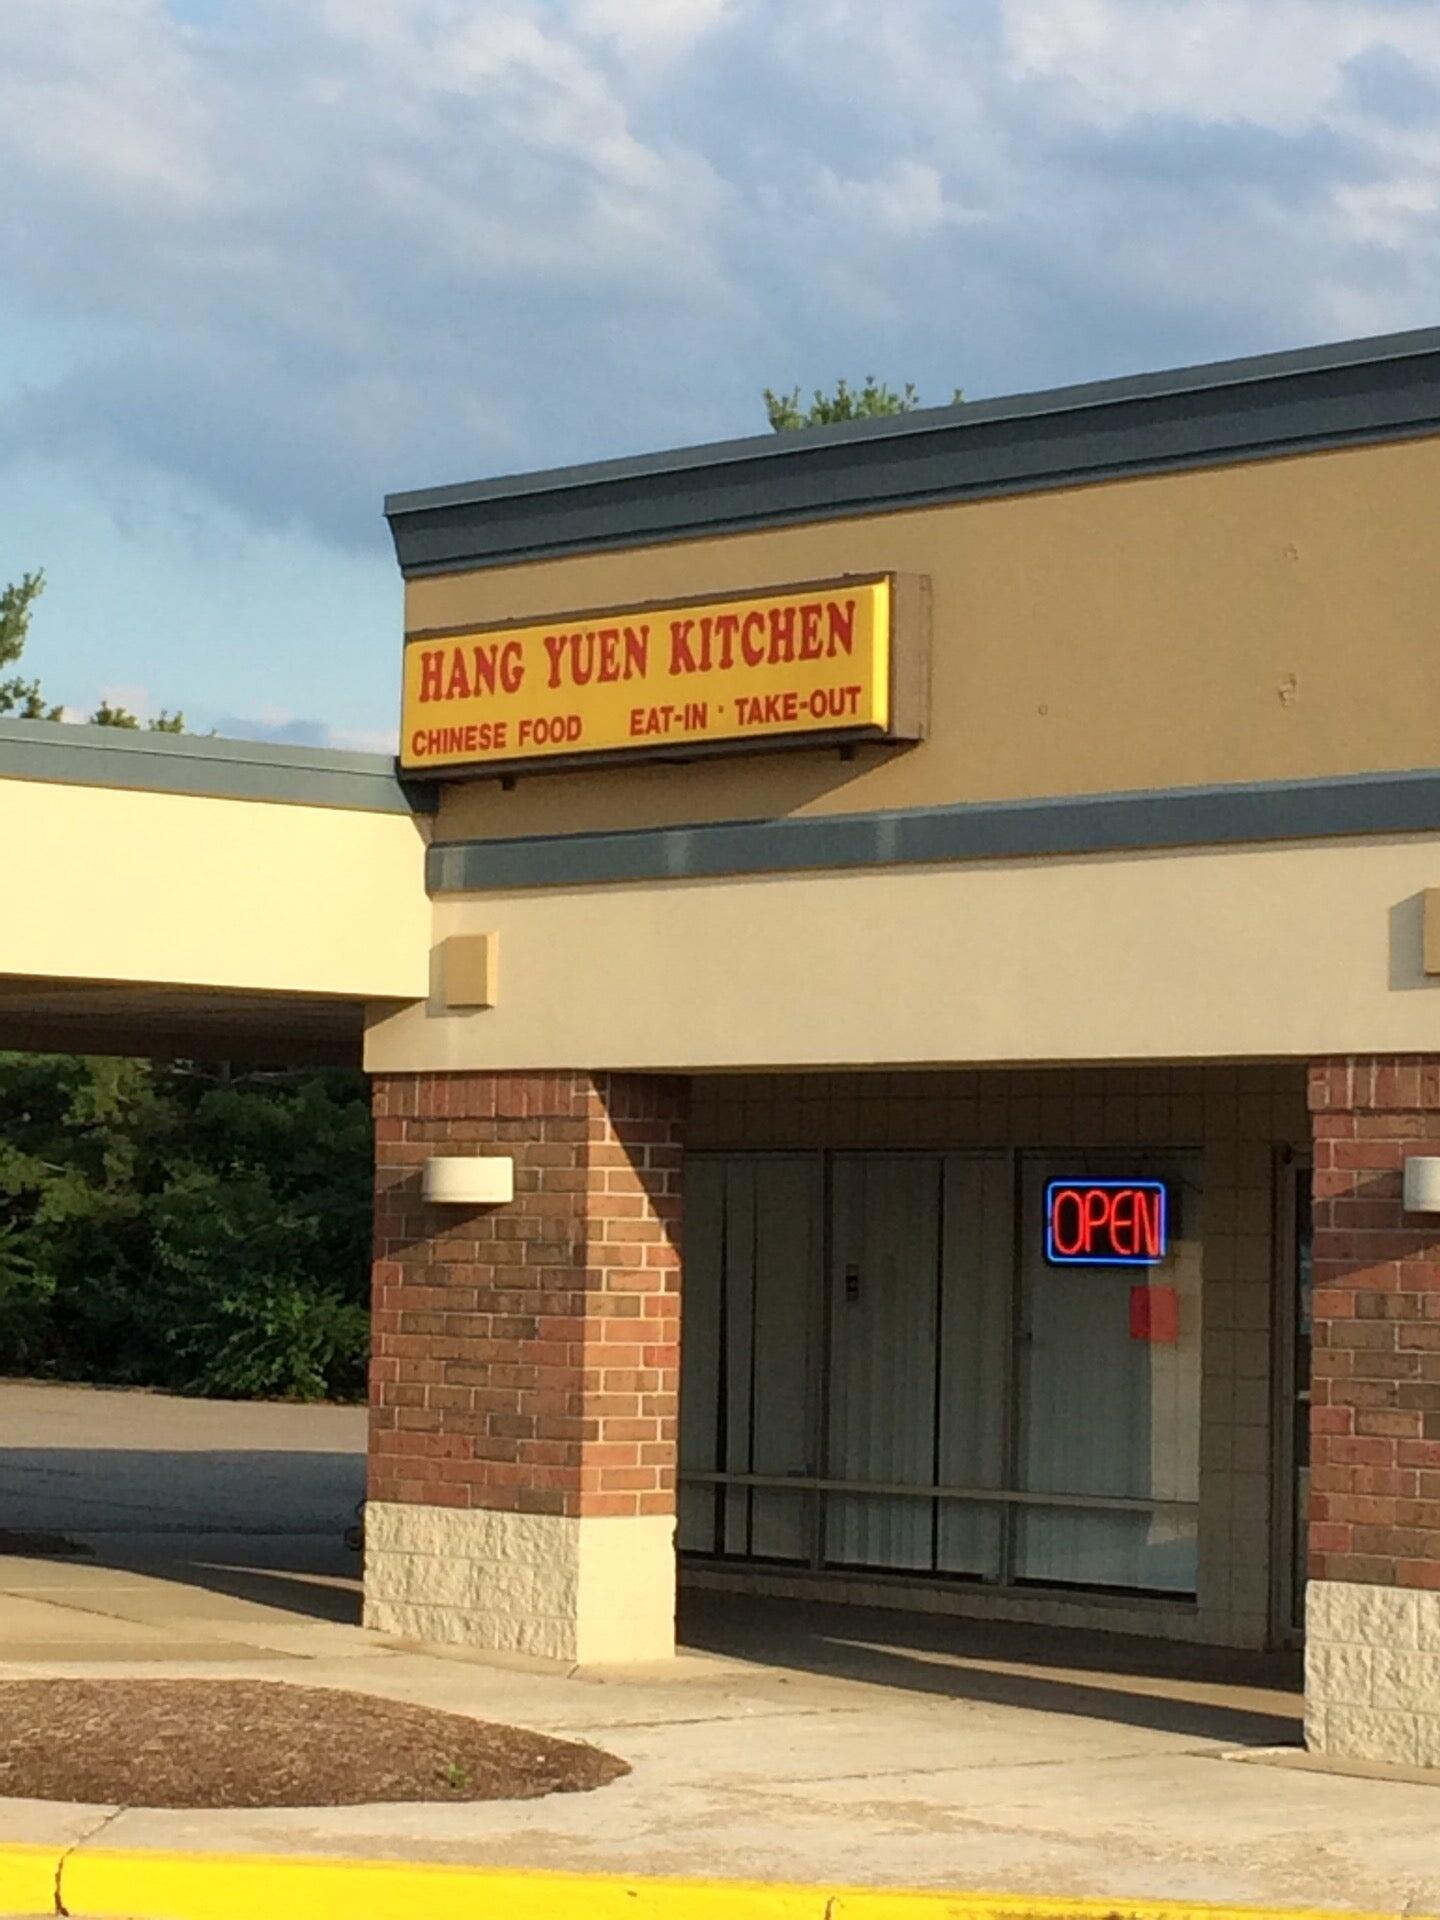 HANG YUEN KITCHEN
CHINESE FOOD EAT-IN · TAKE-OUT
OPEN